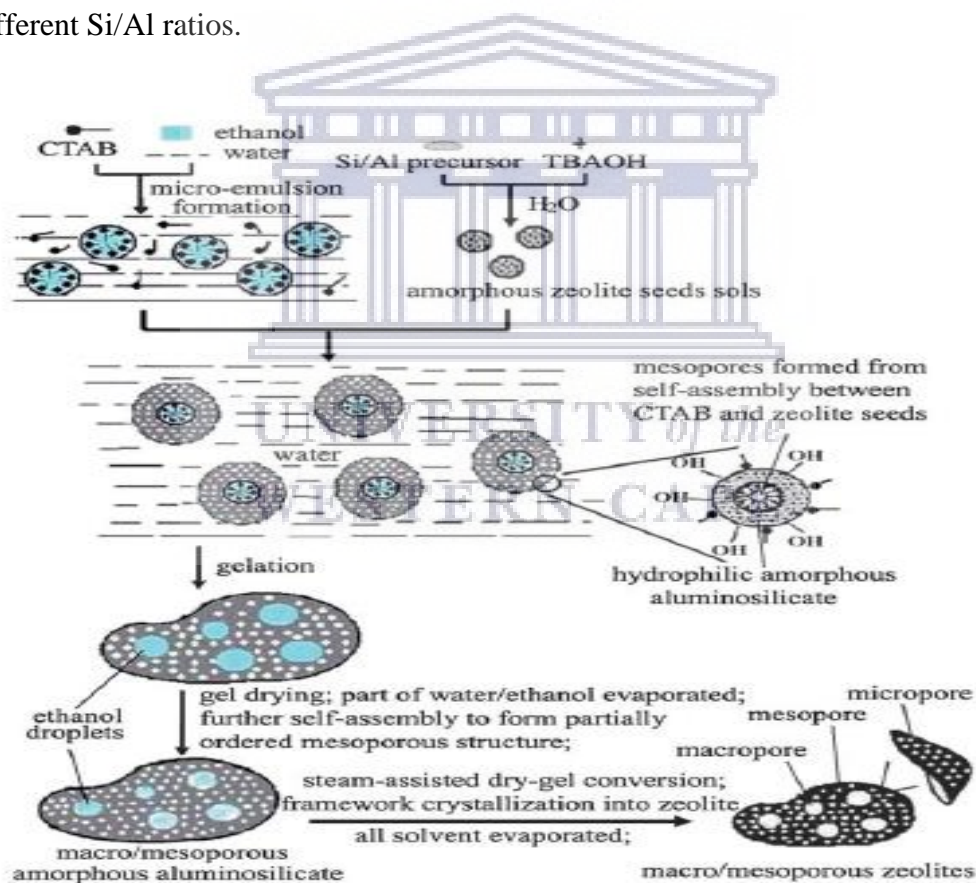 fferent Si/Al ratios.
CTAB
ethanol
water
Si/Al precursor TBAOH
micro-emulsion
formation
H₂O
amorphous zeolite seeds sols
mesopores formed from
self-assembly between
CTAB and zeolite seeds
UNIVERSITY of the
water
WESTERN CA
OH
OH
OH
OH
OH
hydrophilic amorphous
aluminosilicate
gelation
ethanol
droplets
gel drying; part of water/ethanol evaporated;
further self-assembly to form partially
ordered mesoporous structure;
micropore
mesopore
macropore
steam-assisted dry-gel conversion;
framework crystallization into zeolite
all solvent evaporated;
macro/mesoporous
amorphous aluminosilicate
macro/mesoporous zeolites